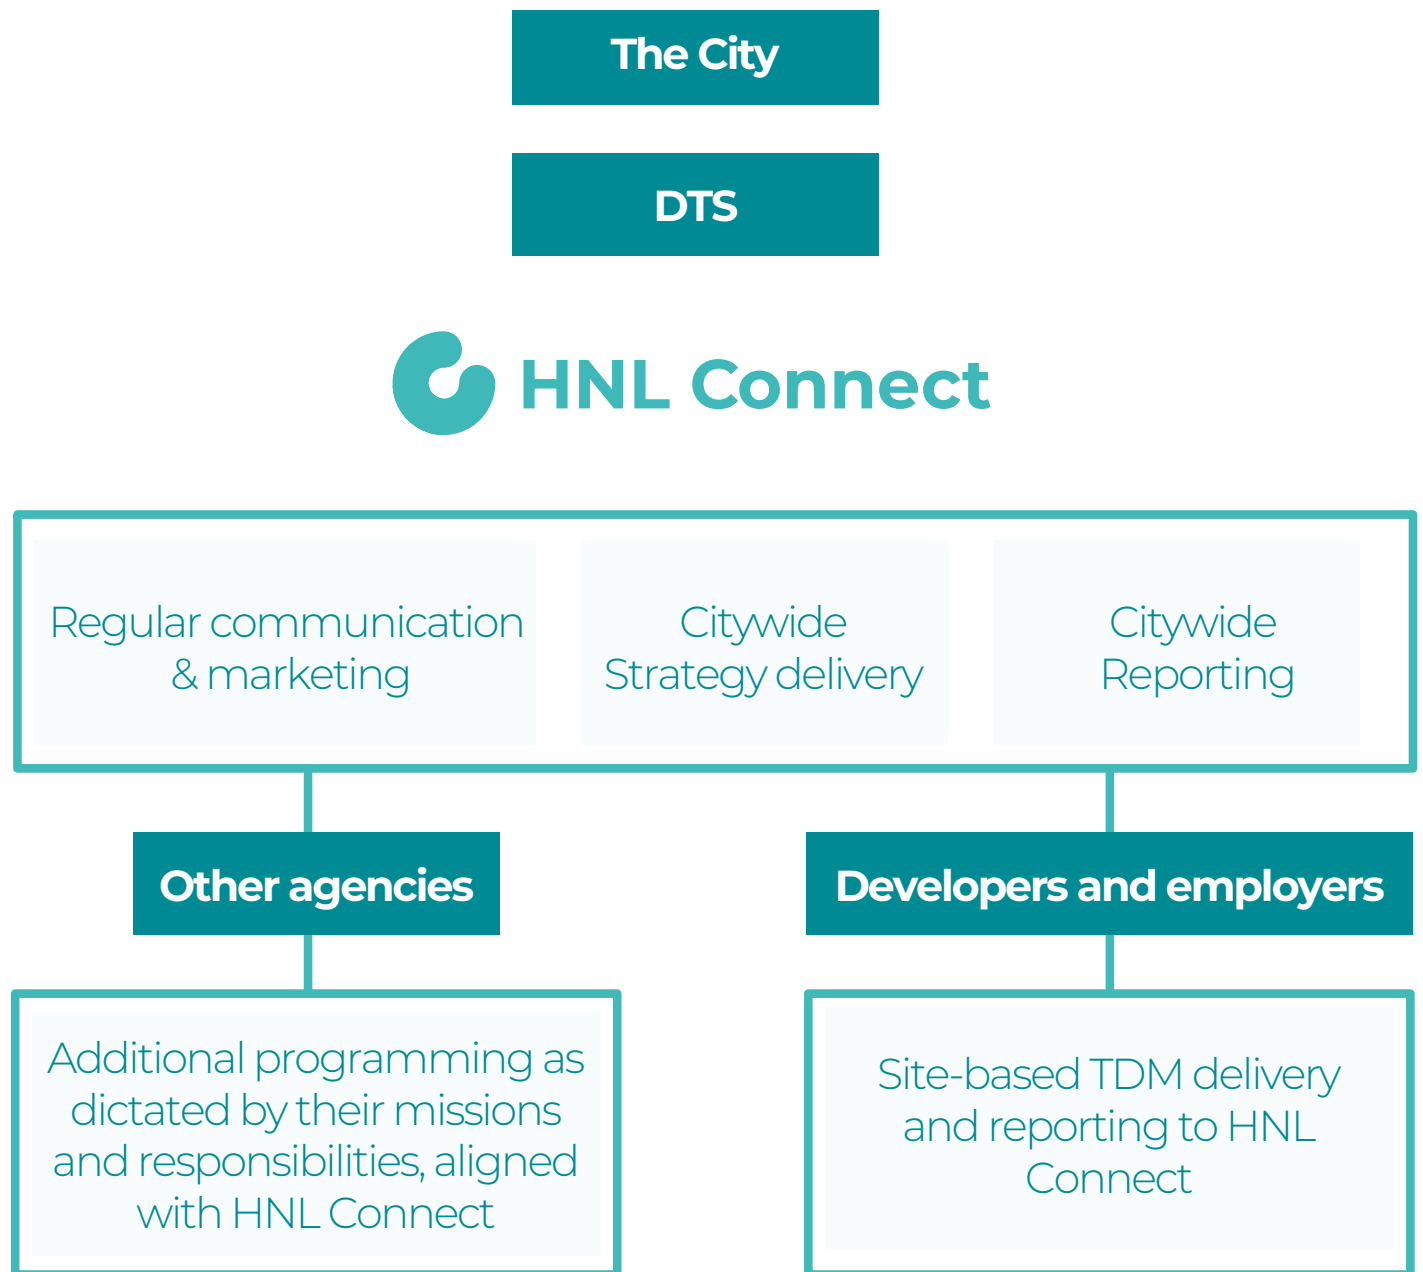 The City
DTS
HNL Connect
Regular communication
& marketing
Citywide
Strategy delivery
Citywide
Reporting
Other agencies
Developers and employers
Additional programming as
dictated by their missions
and responsibilities, aligned
with HNL Connect
Site-based TDM delivery
and reporting to HNL
Connect